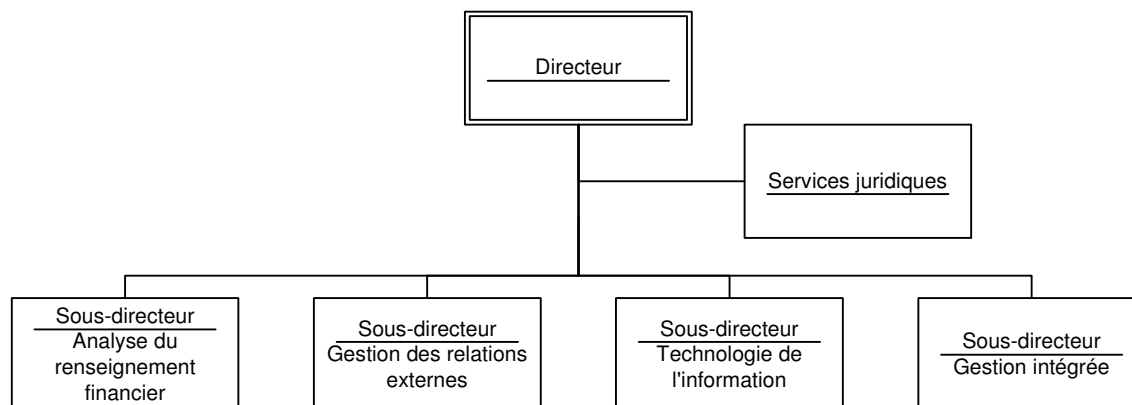 Directeur
Services juridiques
Sous-directeur
Analyse du
renseignement
financier
Sous-directeur
Gestion des relations
externes
Sous-directeur
Technologie de
l'information
Sous-directeur
Gestion intégrée